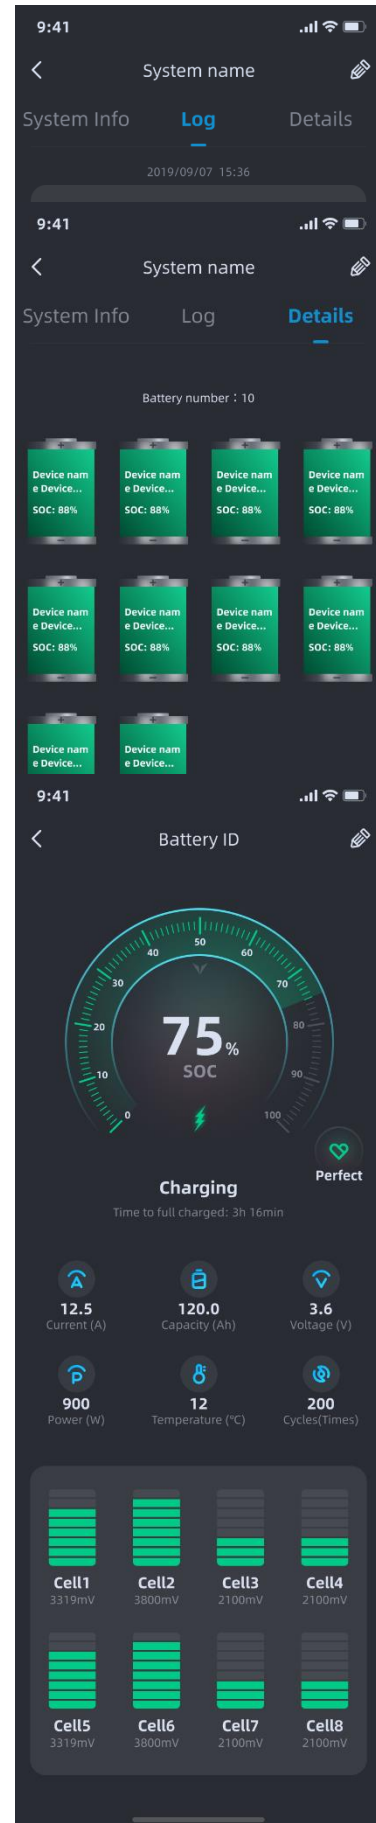 9:41
System name
System Info Log Details
2019/09/07 15:36
9:41
System name
System Info Log Details
Battery number : 10
Device nam Device nam Device nam Device nam
e Device... e Device... e Device... e Device...
SOC: 88% SOC: 88% SOC: 88% SOC: 88%
Device nam Device nam Device nam Device nam
e Device... e Device... e Device... e Device...
SOC: 88% SOC: 88% SOC: 88% SOC: 88%
Device nam Device nam
e Device... e Device...
9:41
Battery ID
0 10 20 30 40 50 60 70 80 90 100
75%
SOC
Perfect
Charging
Time to full charged: 3h 16min
12.5 120.0 3.6
Current (A) Capacity (Ah) Voltage (V)
900 12 200
Power (W) Temperature (°C) Cycles(Times)
Cell1 Cell2 Cell3 Cell4
3319mV 3800mV 2100mV 2100mV
Cell5 Cell6 Cell7 Cell8
3319mV 3800mV 2100mV 2100mV